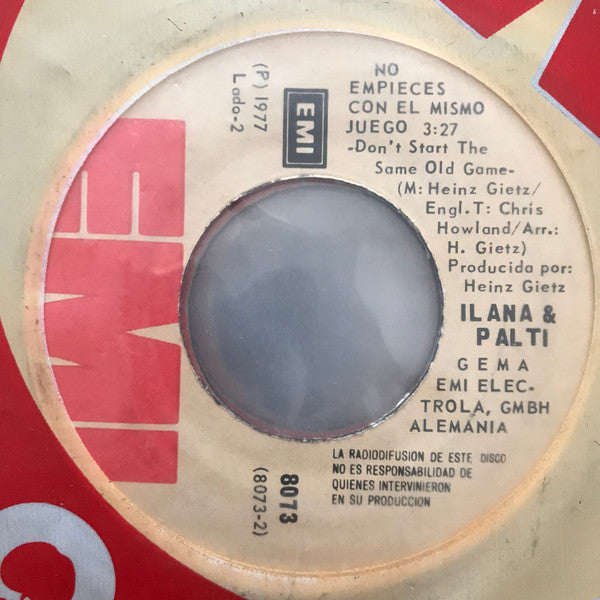 NO
EMPIECES
CON EL MISMO
JUEGO 3:27
-Don't Start The
Same Old Game-
(M: Heinz Gietz/
Engl.T: Chris
Howland/Arr.:
H. Gietz)
Producida por:
Heinz Gietz
ILANA &
PALTI
GEMA
EMI ELEC-
TROLA, GMBH
ALEMANIA
LA RADIODIFUSION DE ESTE DISCO
NO ES RESPONSABILIDAD DE
QUIENES INTERVINIERON
EN SU PRODUCCION
EMI
(P) 1977
Lado-2
8073
(8073-2)
EMI